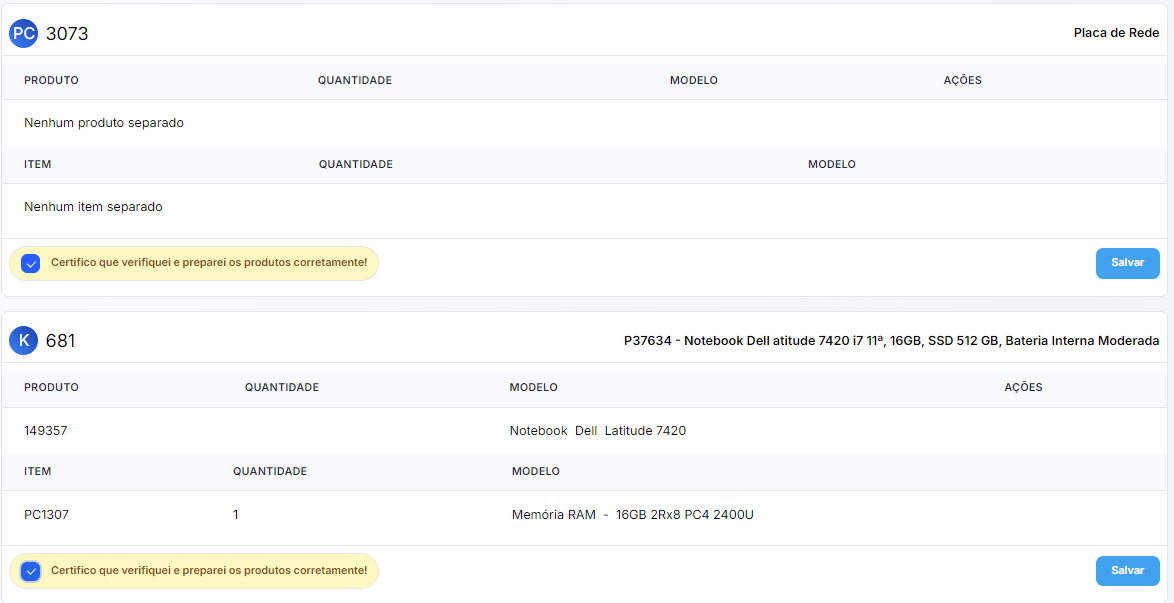 PC 3073 Placa de Rede
PRODUTO QUANTIDADE MODELO AÇÕES
Nenhum produto separado
ITEM QUANTIDADE MODELO
Nenhum item separado
Certifico que verifiquei e preparei os produtos corretamente! Salvar
K 681 P37634 - Notebook Dell atitude 7420 i7 11ª, 16GB, SSD 512 GB, Bateria Interna Moderada
PRODUTO QUANTIDADE MODELO AÇÕES
149357 Notebook Dell Latitude 7420
ITEM QUANTIDADE MODELO
PC1307 1 Memória RAM - 16GB 2Rx8 PC4 2400U
Certifico que verifiquei e preparei os produtos corretamente! Salvar